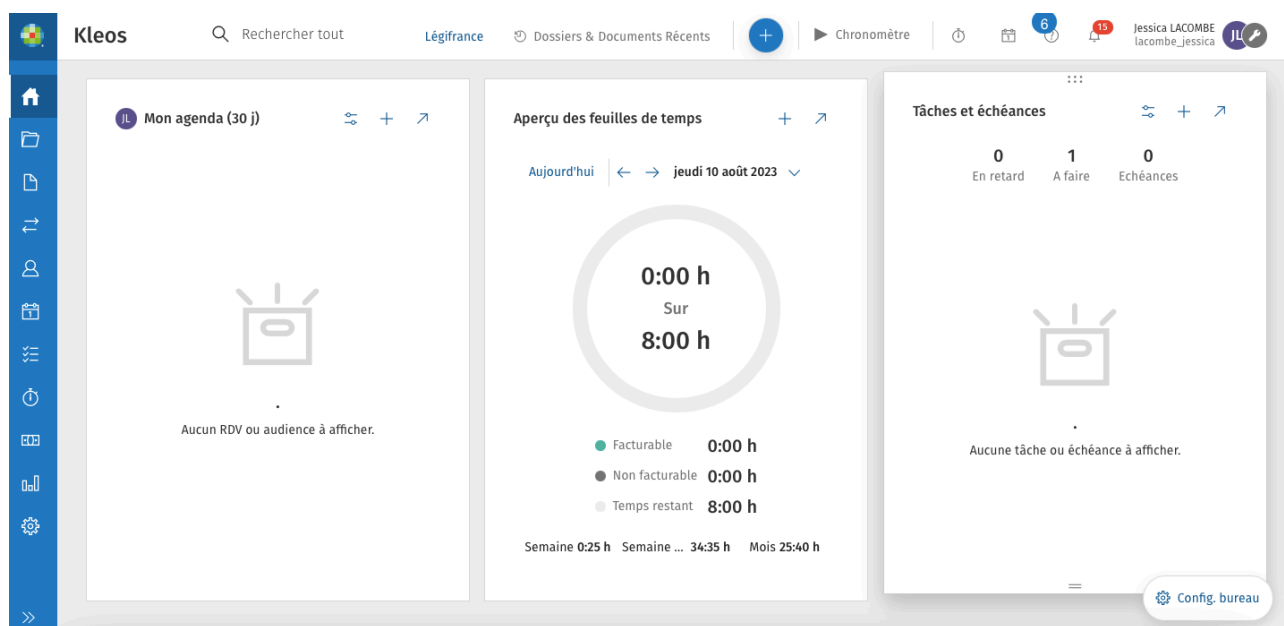 Kleos
Rechercher tout
Légifrance
Dossiers & Documents Récents
+
Chronomètre
1
6
?
15
Jessica LACOMBE
lacombe_jessica
JL
JL Mon agenda (30 j)
.
Aucun RDV ou audience à afficher.
Aperçu des feuilles de temps
Aujourd'hui ← → jeudi 10 août 2023
0:00 h
Sur
8:00 h
Facturable 0:00 h
Non facturable 0:00 h
Temps restant 8:00 h
Semaine 0:25 h Semaine ... 34:35 h Mois 25:40 h
Tâches et échéances
0 1 0
En retard A faire Echéances
.
Aucune tâche ou échéance à afficher.
1
Config. bureau